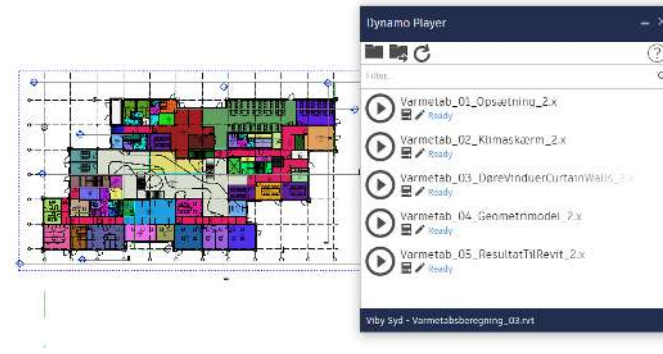 Dynamo Player
Filter...
Varmetab_01_Opsætning_2.x
Ready
Varmetab_02_Klimaskærm_2.x
Ready
Varmetab_03_DøreVinduerCurtainWalls_2.x
Ready
Varmetab_04_Geometrimodel_2.x
Ready
Varmetab_05_ResultatTilRevit_2.x
Ready
Viby Syd - Varmetabsberegning_03.rvt